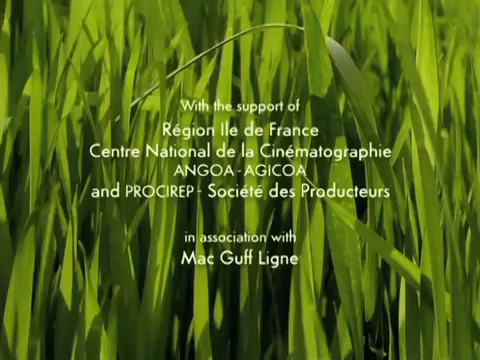 With the support of
Région Ile de France
Centre National de la Cinématographie
ANGOA - AGICOA
and PROCIREP - Société des Producteurs
in association with
Mac Guff Ligne